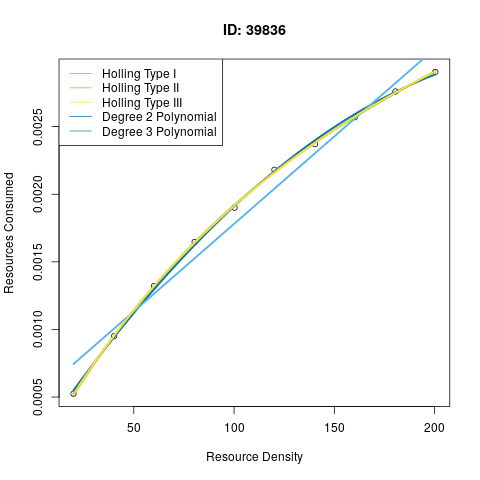 ID: 39836
Holling Type I
Holling Type II
Holling Type III
Degree 2 Polynomial
Degree 3 Polynomial
Resources Consumed
0.0025
0.0020
0.0015
0.0010
0.0005
50
100
150
200
Resource Density